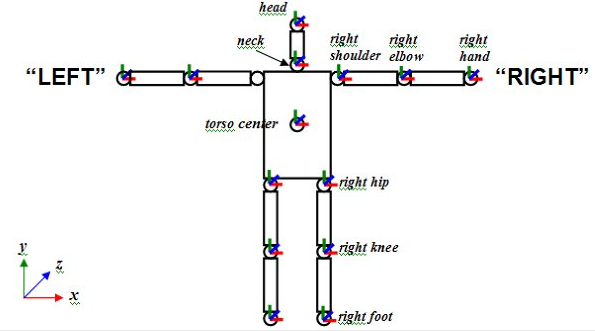 head
neck
right shoulder
right elbow
right hand
“LEFT”
“RIGHT”
torso center
right hip
right knee
right foot
y
z
x